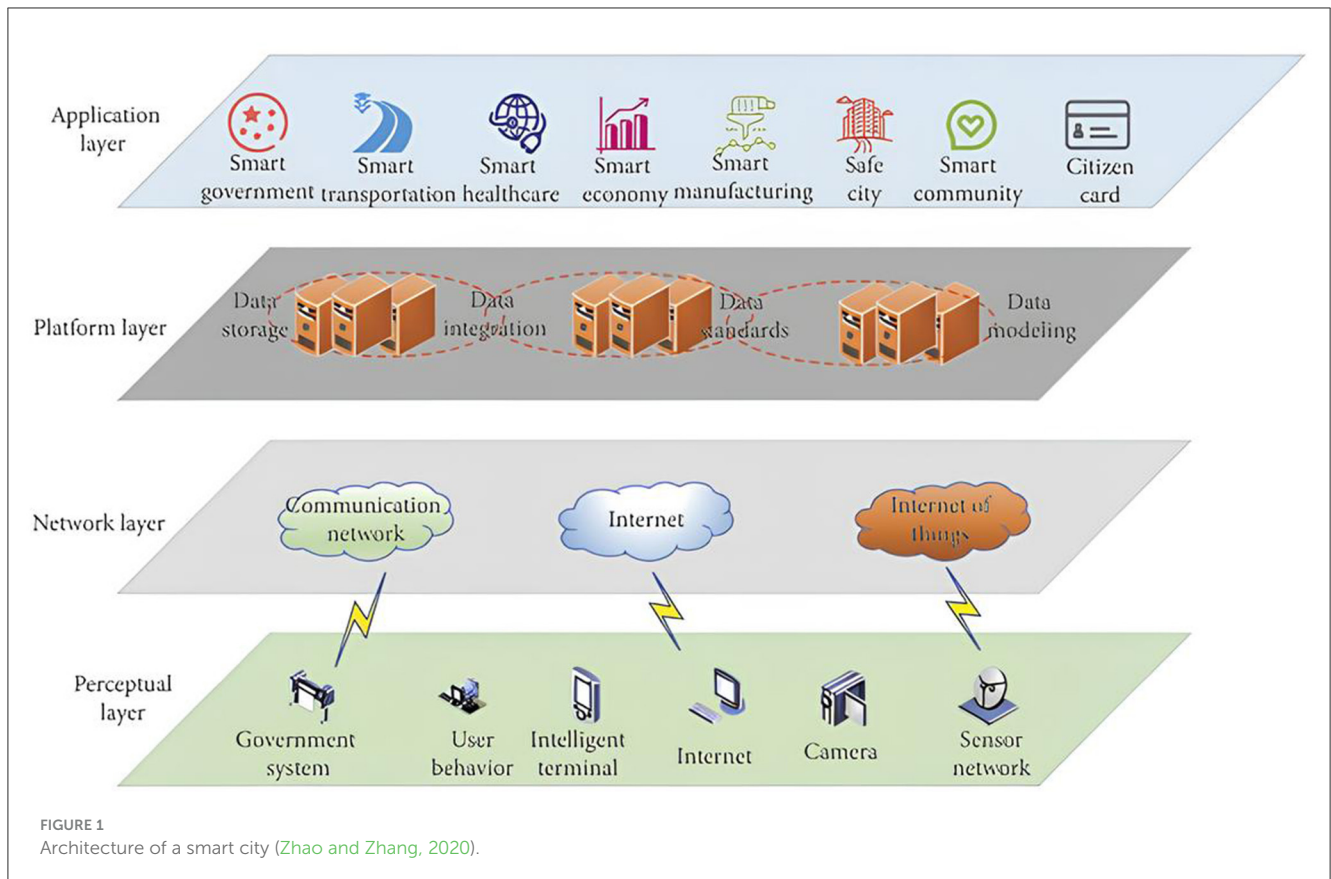 Application
layer
Smart
government
Smart
transportation
Smart
healthcare
Smart
economy
Smart
manufacturing
Safe
city
Smart
community
Citizen
card
Platform layer
Data
storage
Data
integration
Data
standards
Data
modeling
Network layer
Communication
network
Internet
Internet of
things
Perceptual
layer
Government
system
User
behavior
Intelligent
terminal
Internet
Camera
Sensor
network
FIGURE 1
Architecture of a smart city (Zhao and Zhang, 2020).